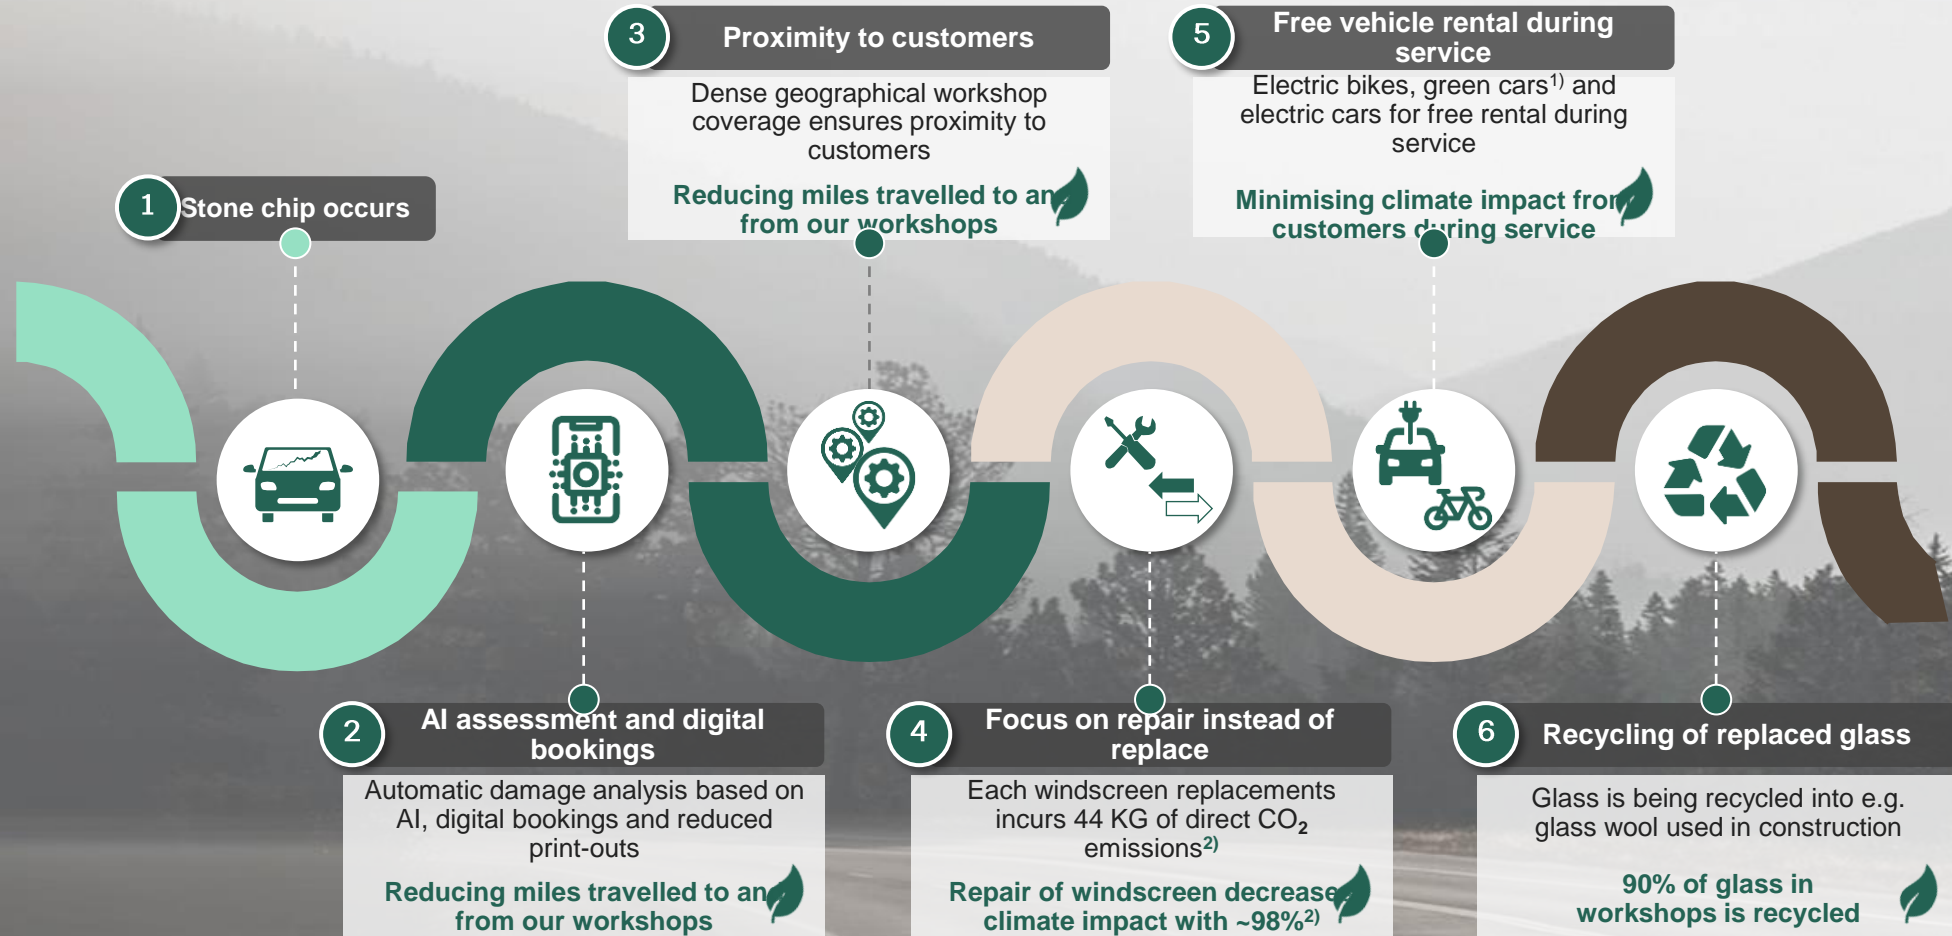 1
Stone chip occurs
2
AI assessment and digital
bookings
Automatic damage analysis based on
AI, digital bookings and reduced
print-outs
Reducing miles travelled to an
from our workshops
3
Proximity to customers
Dense geographical workshop
coverage ensures proximity to
customers
Reducing miles travelled to an
from our workshops
4
Focus on repair instead of
replace
Each windscreen replacements
incurs 44 KG of direct CO₂
emissions²⁾
Repair of windscreen decrease
climate impact with ~98%²⁾
5
Free vehicle rental during
service
Electric bikes, green cars¹⁾ and
electric cars for free rental during
service
Minimising climate impact from
customers during service
6
Recycling of replaced glass
Glass is being recycled into e.g.
glass wool used in construction
90% of glass in
workshops is recycled